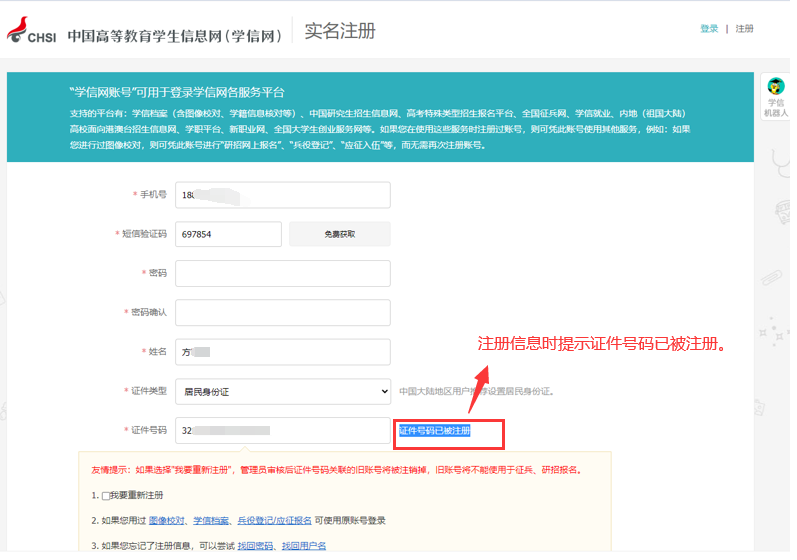 CHSI 中国高等教育学生信息网(学信网) 实名注册 登录 | 注册
“学信网账号”可用于登录学信网各服务平台
支持的平台有：学信档案（含图像校对、学籍信息核对等）、中国研究生招生信息网、高考特殊类型招生报名平台、全国征兵网、学信就业、内地（祖国大陆）
高校面向港澳台招生信息网、学职平台、新职业网、全国大学生创业服务网等。如果您在使用这些服务时注册过账号，则可凭此账号使用其他服务，例如：如果
您进行过图像校对，则可凭此账号进行“研招网上报名”、“兵役登记”、“应征入伍”等，而无需再次注册账号。
学信
机器人
* 手机号 18
* 短信验证码 697854 免费获取
* 密码
* 密码确认
注册信息时提示证件号码已被注册。
* 姓名 方
* 证件类型 居民身份证 中国大陆地区用户推荐设置居民身份证。
* 证件号码 32 证件号码已被注册
友情提示：如果选择“我要重新注册”，管理员审核后证件号码关联的旧账号将被注销掉，旧账号将不能使用于征兵、研招报名。
1. 我要重新注册
2. 如果您用过 图像校对、学信档案、兵役登记/应征报名 可使用原账号登录
3. 如果您忘记了注册信息，可以尝试 找回密码、找回用户名